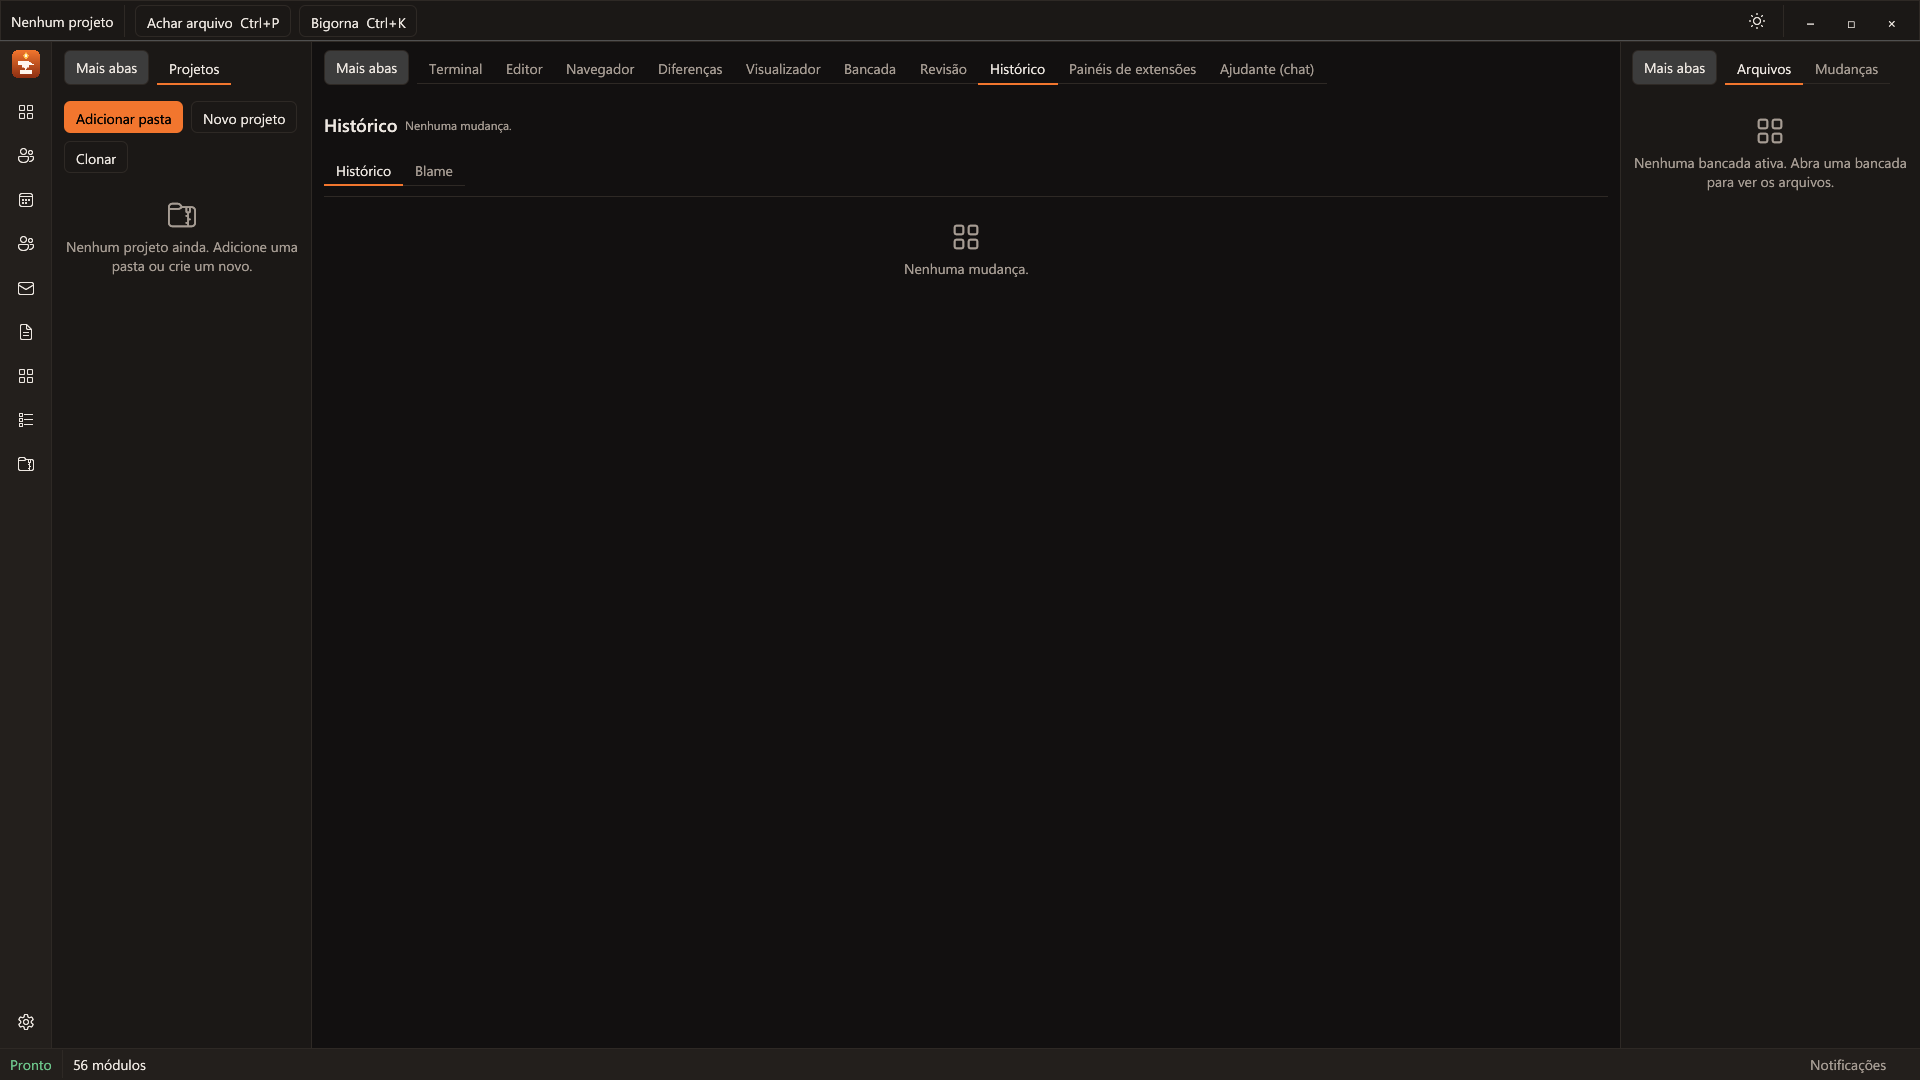 Nenhum projeto
Achar arquivo Ctrl+P
Bigorna Ctrl+K
Mais abas
Projetos
Adicionar pasta
Novo projeto
Clonar
Nenhum projeto ainda. Adicione uma
pasta ou crie um novo.
Mais abas
Terminal
Editor
Navegador
Diferenças
Visualizador
Bancada
Revisão
Histórico
Painéis de extensões
Ajudante (chat)
Histórico Nenhuma mudança.
Histórico
Blame
Nenhuma mudança.
Mais abas
Arquivos
Mudanças
Nenhuma bancada ativa. Abra uma bancada
para ver os arquivos.
Pronto
56 módulos
Notificações